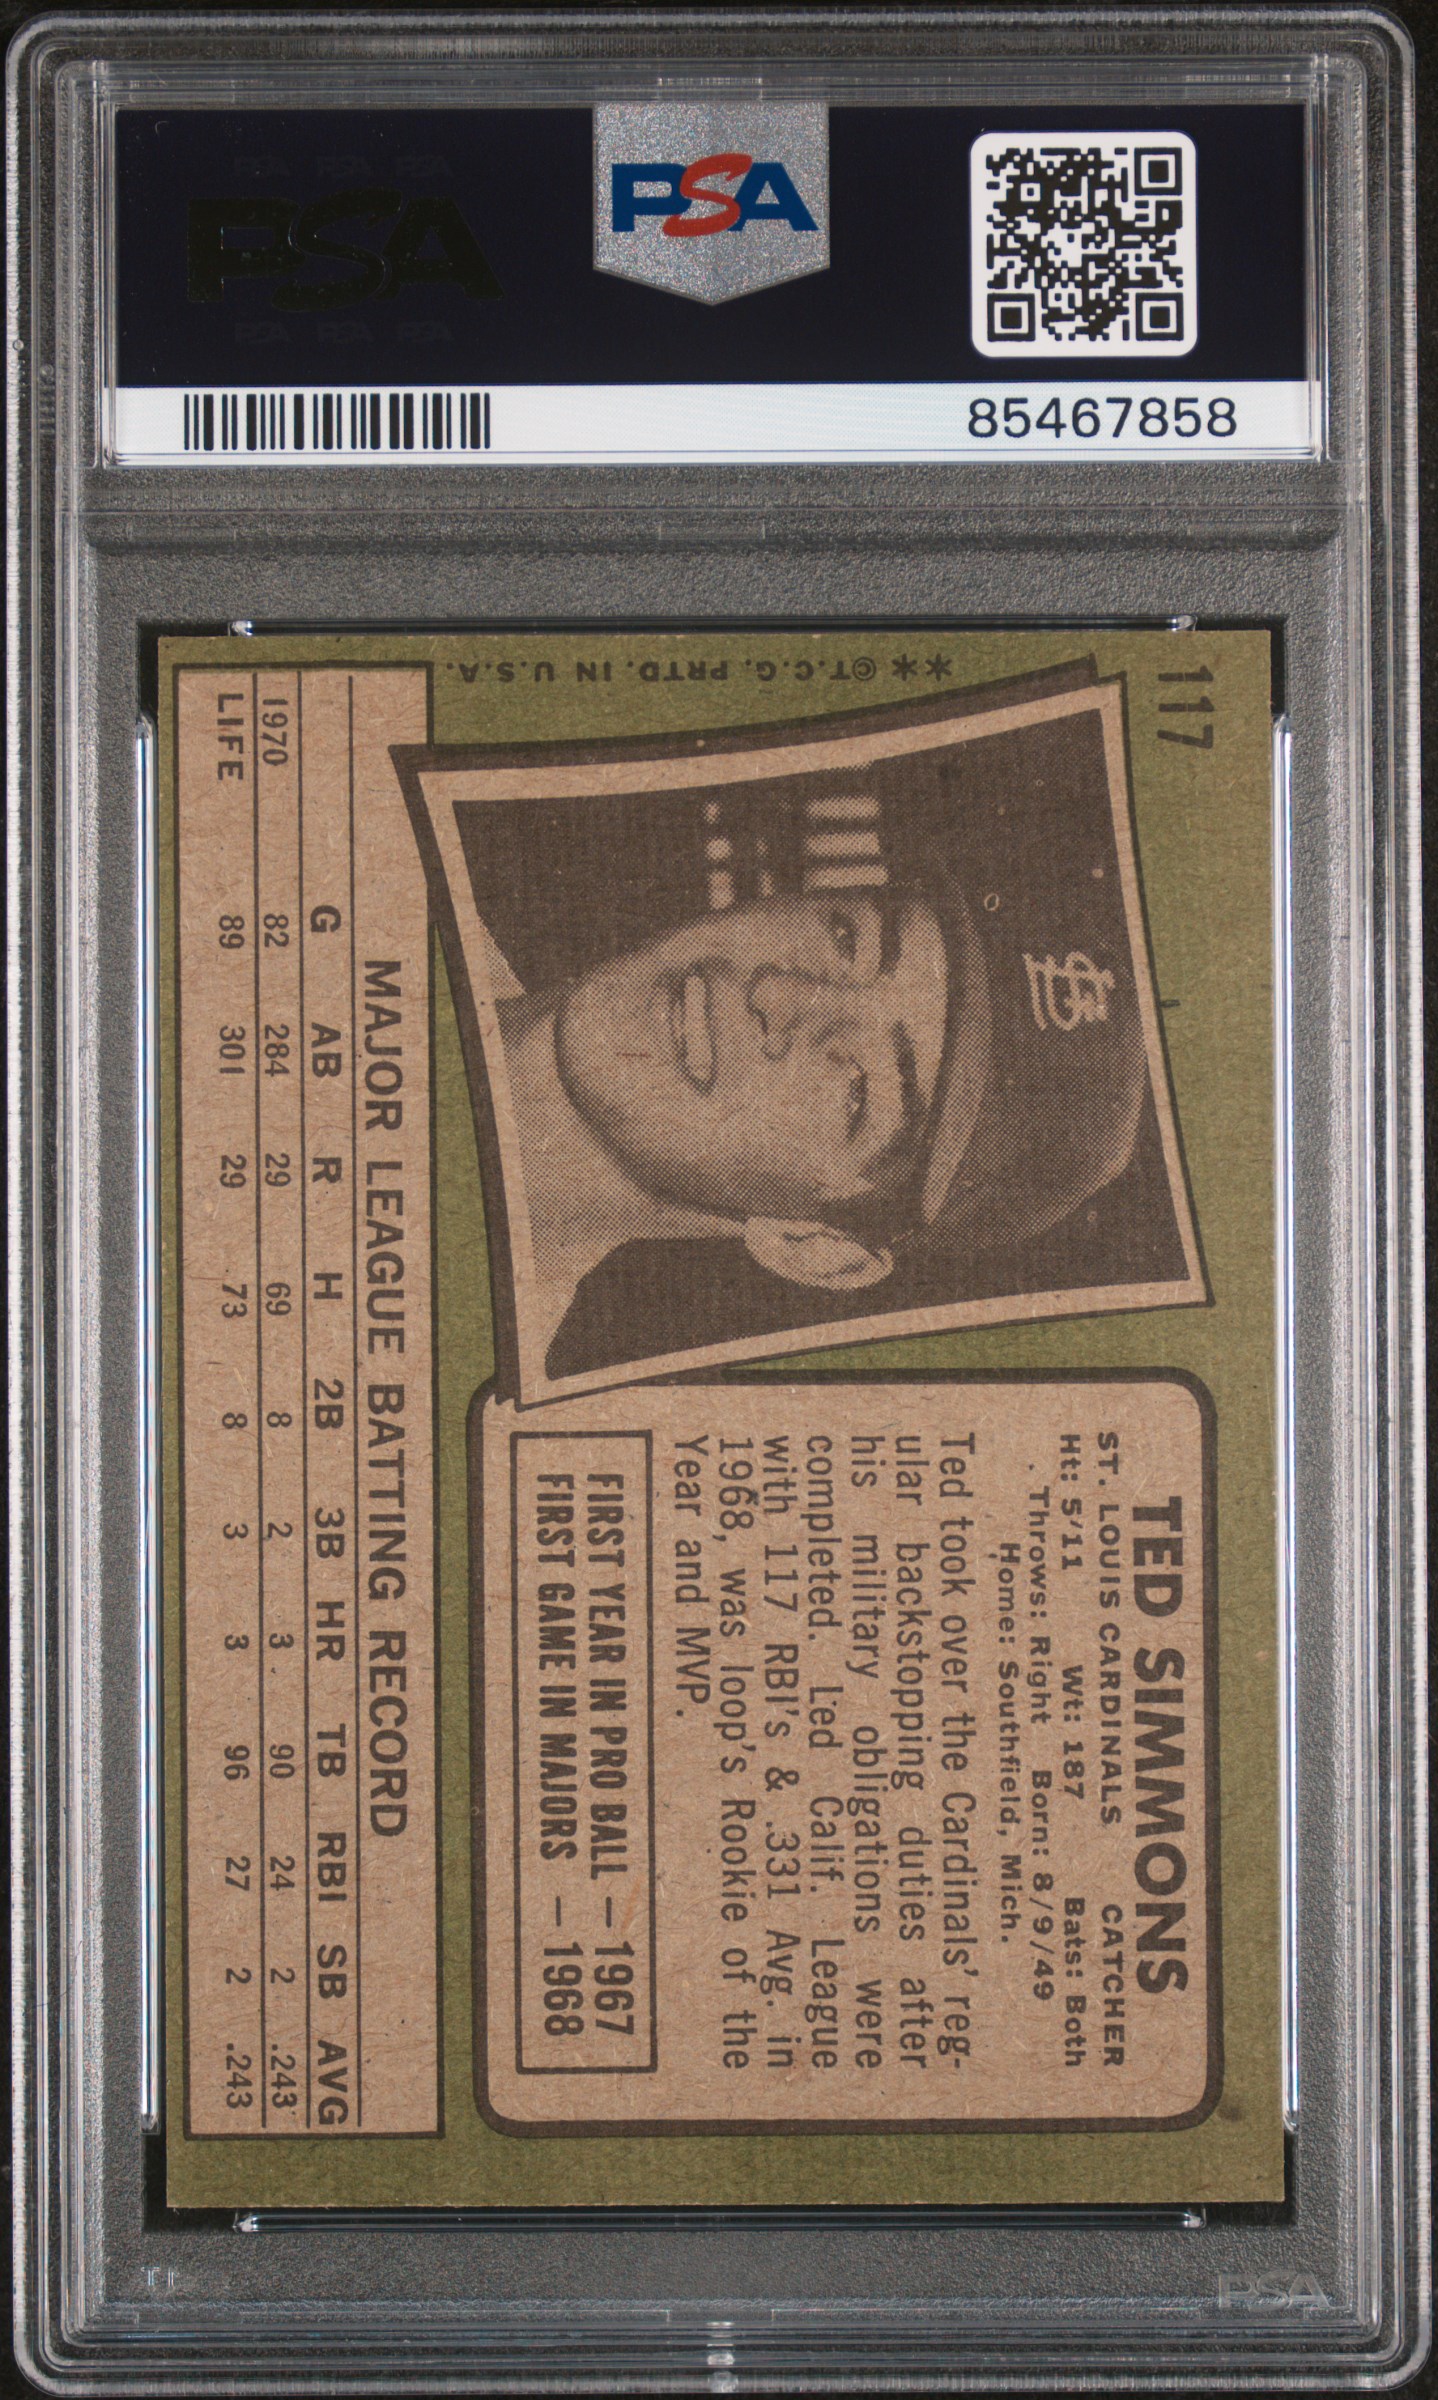 PSA PSA PSA
PSA
PSA PSA PSA
PSA
85467858
117
**©T.C.G. PRTD. IN U.S.A.
TED SIMMONS
ST. LOUIS CARDINALS CATCHER
Ht: 5'11 Wt: 187 Bats: Both
Throws: Right Born: 8/9/49
Home: Southfield, Mich.
Ted took over the Cardinals' reg-
ular backstopping duties after
his military obligations were
completed. Led Calif. League
with 117 RBI's & .331 Avg. in
1968, was loop's Rookie of the
Year and MVP.
FIRST YEAR IN PRO BALL — 1967
FIRST GAME IN MAJORS — 1968
MAJOR LEAGUE BATTING RECORD
G AB R H 2B 3B HR TB RBI SB AVG
1970 82 284 29 69 8 2 3 90 24 2 .243
LIFE 89 301 29 73 8 3 3 96 27 2 .243
PSA